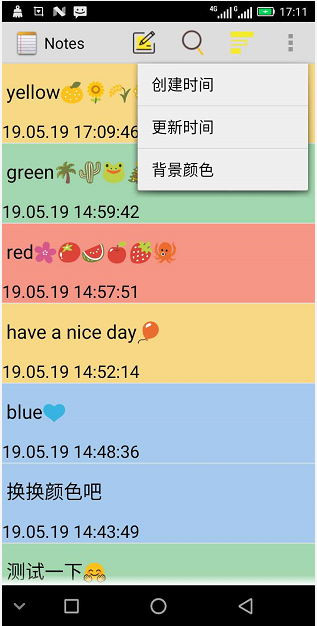 4G G 17:11
Notes
创建时间
更新时间
背景颜色
yellow🍊🌻
19.05.19 17:09:46
green🌴🌵🐸
19.05.19 14:59:42
red🌺🍅🍉🍎🍓🐙
19.05.19 14:57:51
have a nice day🎈
19.05.19 14:52:14
blue💙
19.05.19 14:48:36
换换颜色吧
19.05.19 14:43:49
测试一下🤗